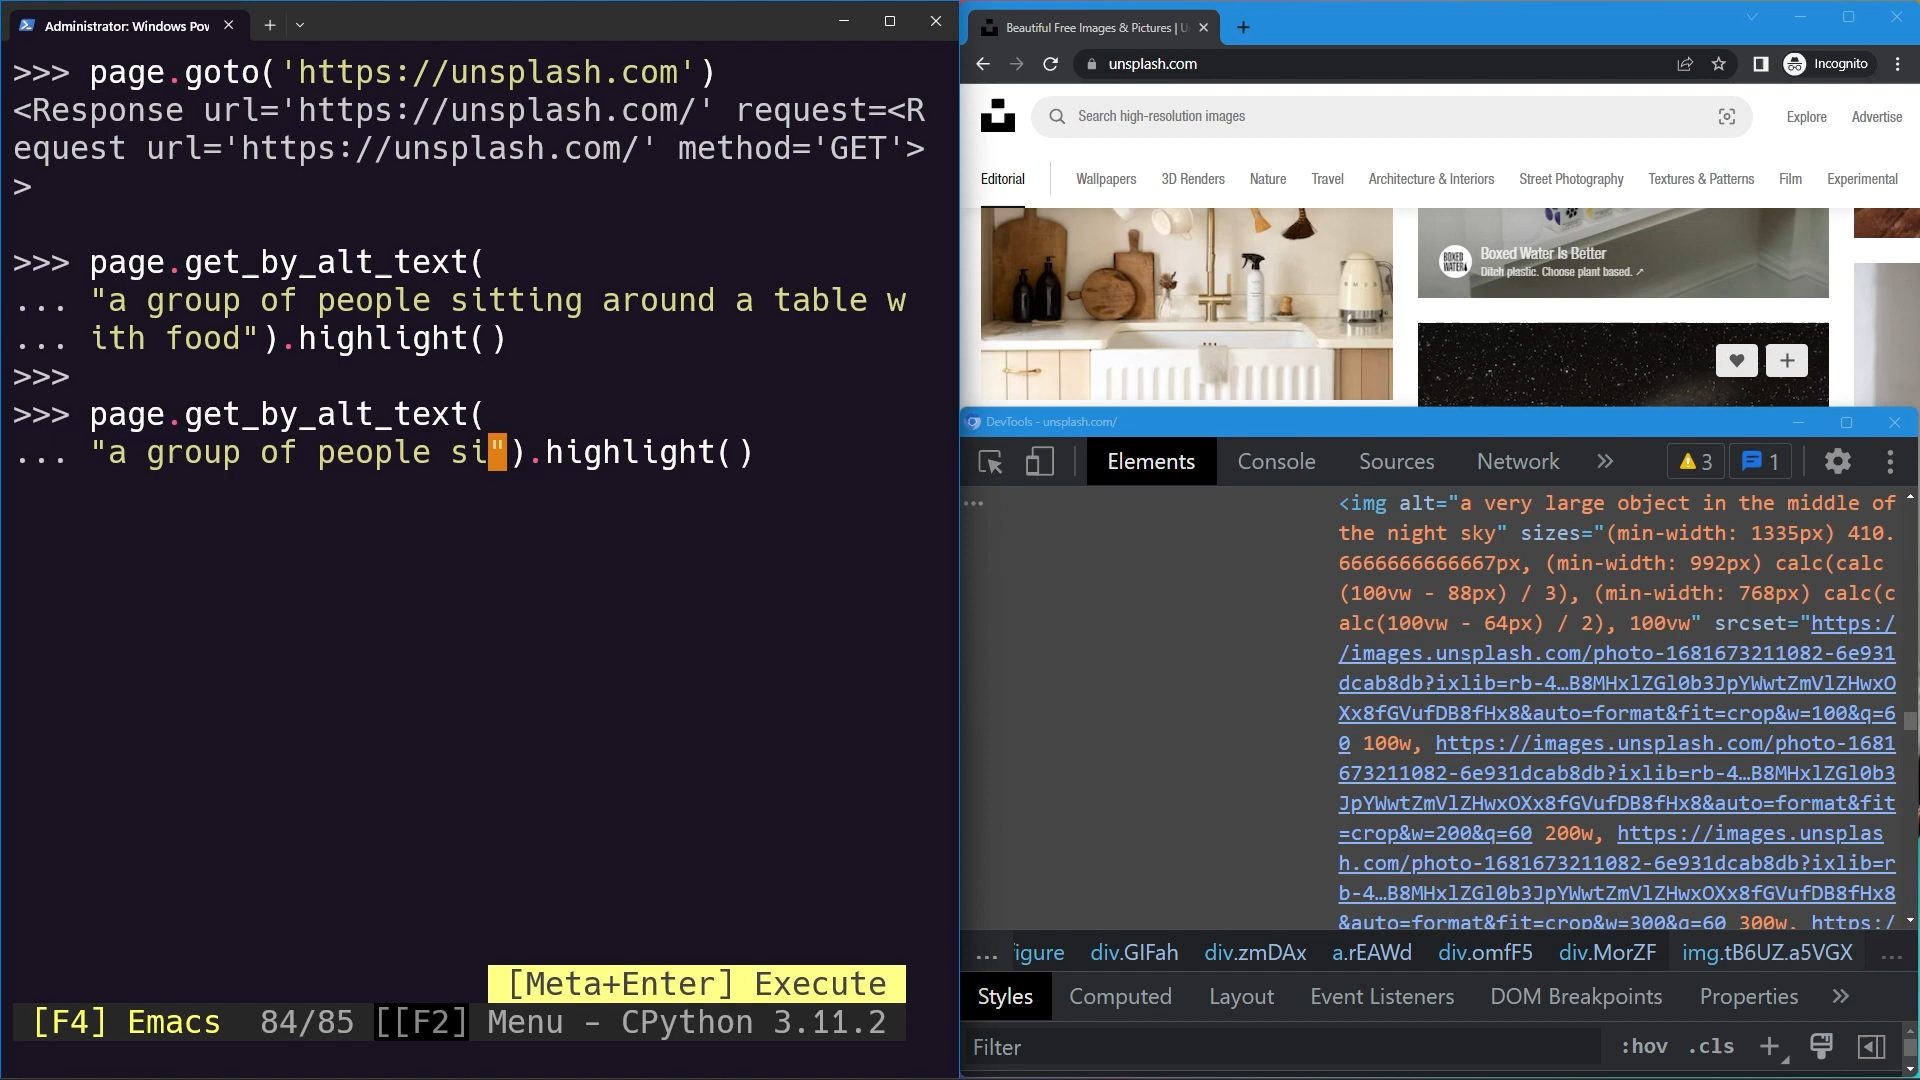 Administrator: Windows Pow
>>> page.goto('https://unsplash.com')
<Response url='https://unsplash.com/' request=<R
equest url='https://unsplash.com/' method='GET'>
>
>>> page.get_by_alt_text(
... "a group of people sitting around a table w
... ith food").highlight()
>>>
>>> page.get_by_alt_text(
... "a group of people si").highlight()
[Meta+Enter] Execute
[F4] Emacs 84/85 [[F2] Menu - CPython 3.11.2
Beautiful Free Images & Pictures | U
unsplash.com
Incognito
Search high-resolution images
Explore Advertise
Editorial Wallpapers 3D Renders Nature Travel Architecture & Interiors Street Photography Textures & Patterns Film Experimental
BOXED WATER
Boxed Water Is Better
Ditch plastic. Choose plant based. ↗
DevTools - unsplash.com/
Elements Console Sources Network » 3 1
...
<img alt="a very large object in the middle of
the night sky" sizes="(min-width: 1335px) 410.
6666666666667px, (min-width: 992px) calc(calc
(100vw - 88px) / 3), (min-width: 768px) calc(c
alc(100vw - 64px) / 2), 100vw" srcset="https:/
/images.unsplash.com/photo-1681673211082-6e931
dcab8db?ixlib=rb-4…B8MHxlZGl0b3JpYWwtZmVlZHwxO
Xx8fGVufDB8fHx8&auto=format&fit=crop&w=100&q=6
0 100w, https://images.unsplash.com/photo-1681
673211082-6e931dcab8db?ixlib=rb-4…B8MHxlZGl0b3
JpYWwtZmVlZHwxOXx8fGVufDB8fHx8&auto=format&fit
=crop&w=200&q=60 200w, https://images.unsplas
h.com/photo-1681673211082-6e931dcab8db?ixlib=r
b-4…B8MHxlZGl0b3JpYWwtZmVlZHwxOXx8fGVufDB8fHx8
&auto=format&fit=crop&w=300&q=60 300w, https:/
... igure div.GIFah div.zmDAx a.rEAWd div.omfF5 div.MorZF img.tB6UZ.a5VGX ...
Styles Computed Layout Event Listeners DOM Breakpoints Properties »
Filter :hov .cls +